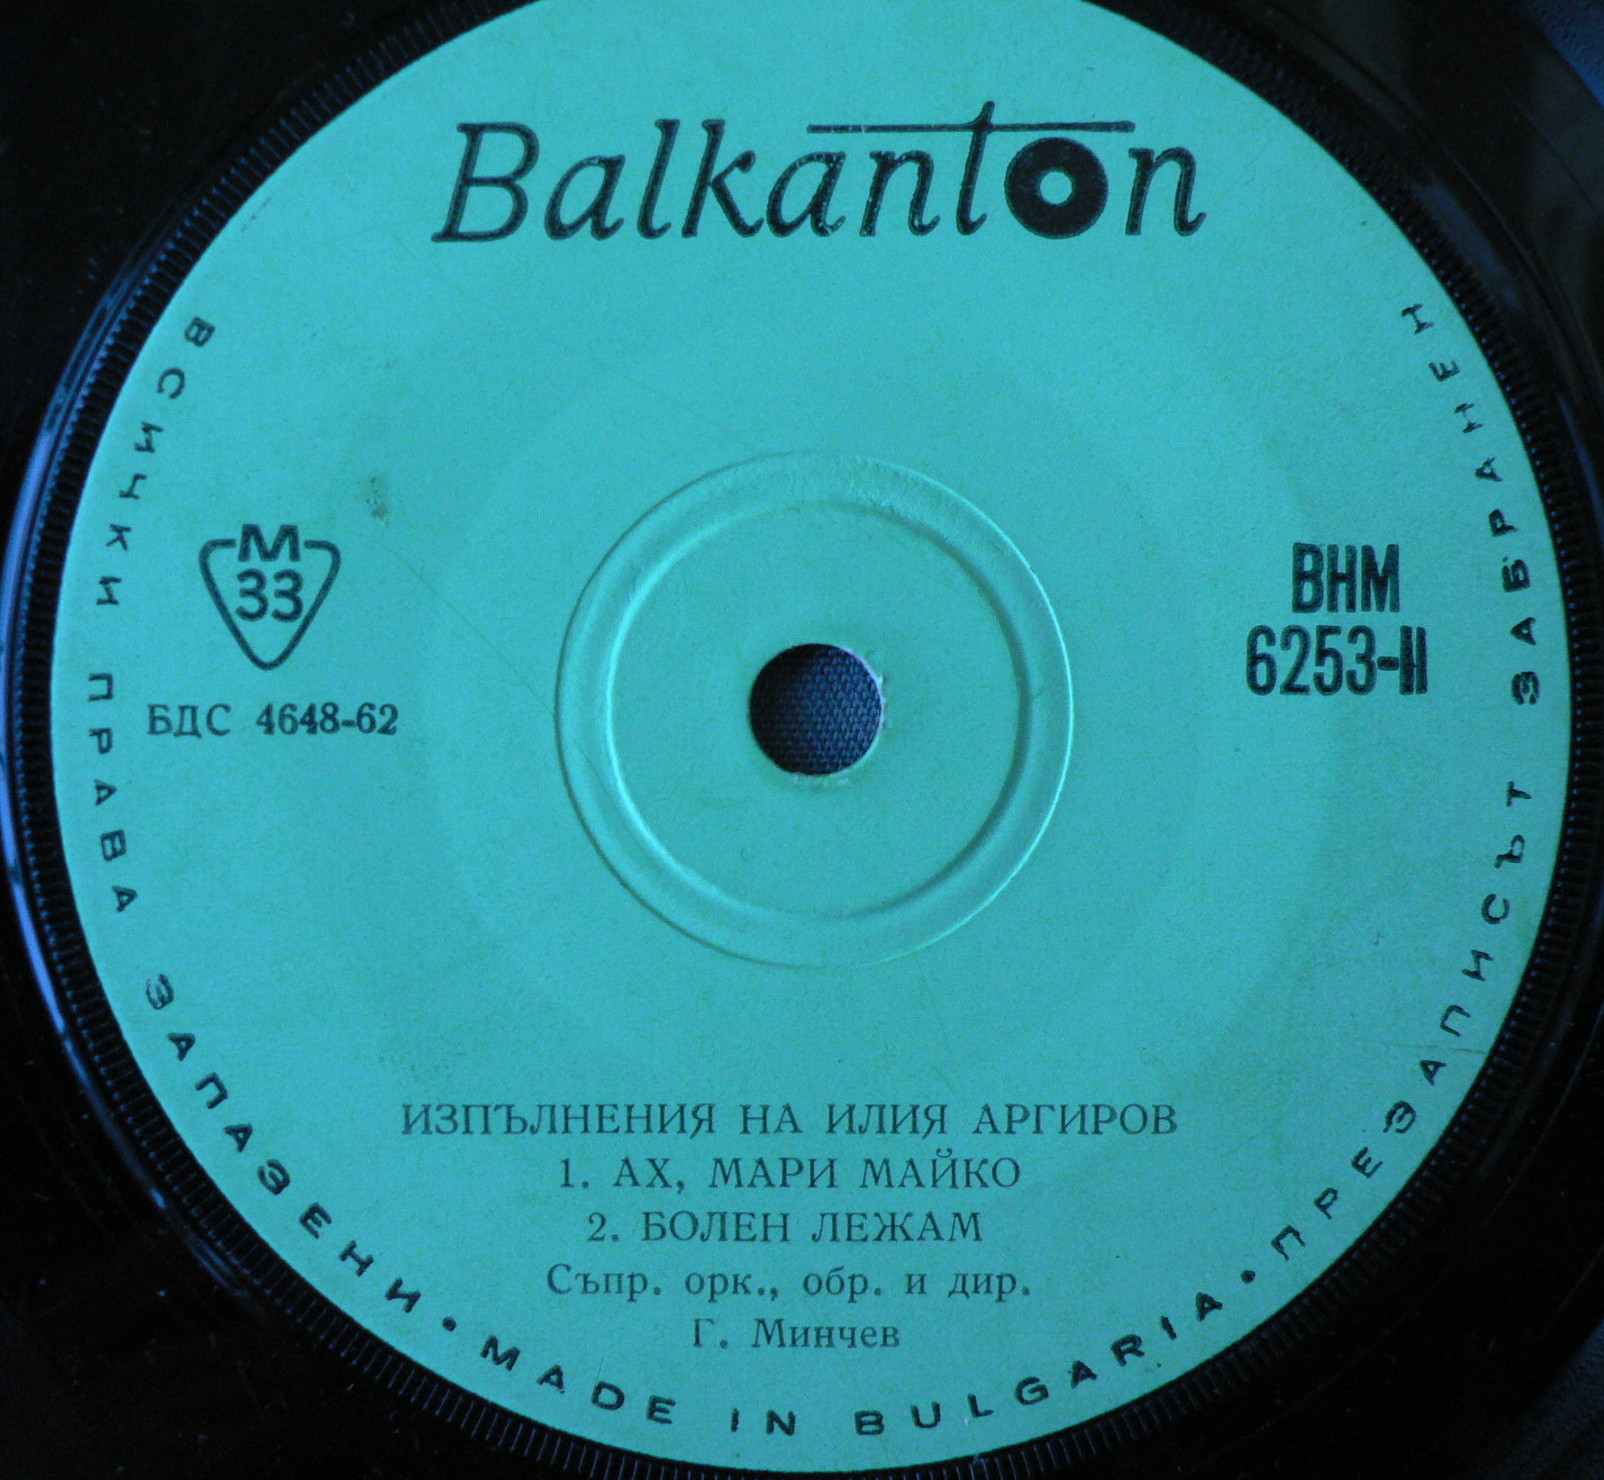 Balkanton
М
33
БДС 4648-62
ВНМ
6253-II
ИЗПЪЛНЕНИЯ НА ИЛИЯ АРГИРОВ
1. АХ, МАРИ МАЙКО
2. БОЛЕН ЛЕЖАМ
Съпр. орк., обр. и дир.
Г. Минчев
ВСИЧКИ ПРАВА ЗАПАЗЕНИ • MADE IN BULGARIA • ПРЕЗАПИСЪТ ЗАБРАНЕН